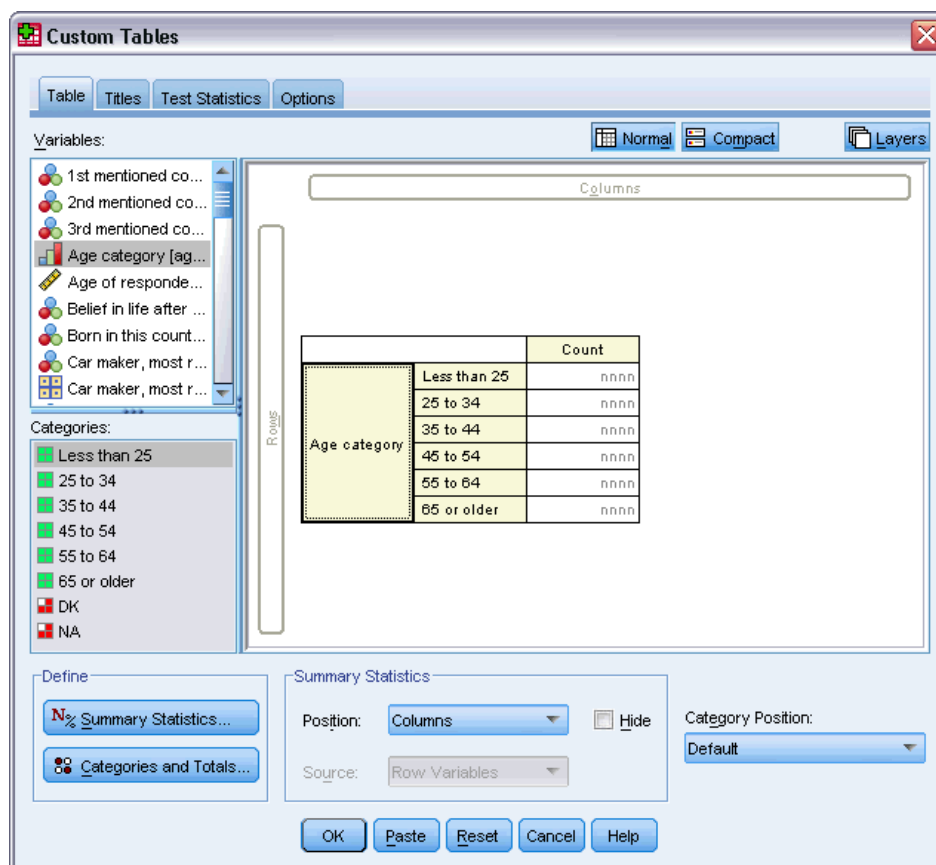 Custom Tables
Table Titles Test Statistics Options
Variables:
Normal Compact Layers
1st mentioned co...
2nd mentioned co...
3rd mentioned co...
Age category [ag...
Age of responde...
Belief in life after ...
Born in this count...
Car maker, most r...
Car maker, most r...
Categories:
Less than 25
25 to 34
35 to 44
45 to 54
55 to 64
65 or older
DK
NA
Columns
Rows
Count
Age category
Less than 25 nnnn
25 to 34 nnnn
35 to 44 nnnn
45 to 54 nnnn
55 to 64 nnnn
65 or older nnnn
Define
N% Summary Statistics...
Categories and Totals...
Summary Statistics
Position: Columns Hide
Source: Row Variables
Category Position:
Default
OK Paste Reset Cancel Help